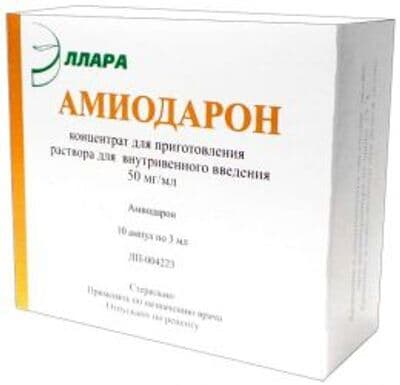 ЭЛЛАРА
АМИОДАРОН
концентрат для приготовления
раствора для внутривенного введения
50 мг/мл
Амиодарон
10 ампул по 3 мл
ЛП-004223
Стерильно
Применять по назначению врача
Отпускают по рецепту